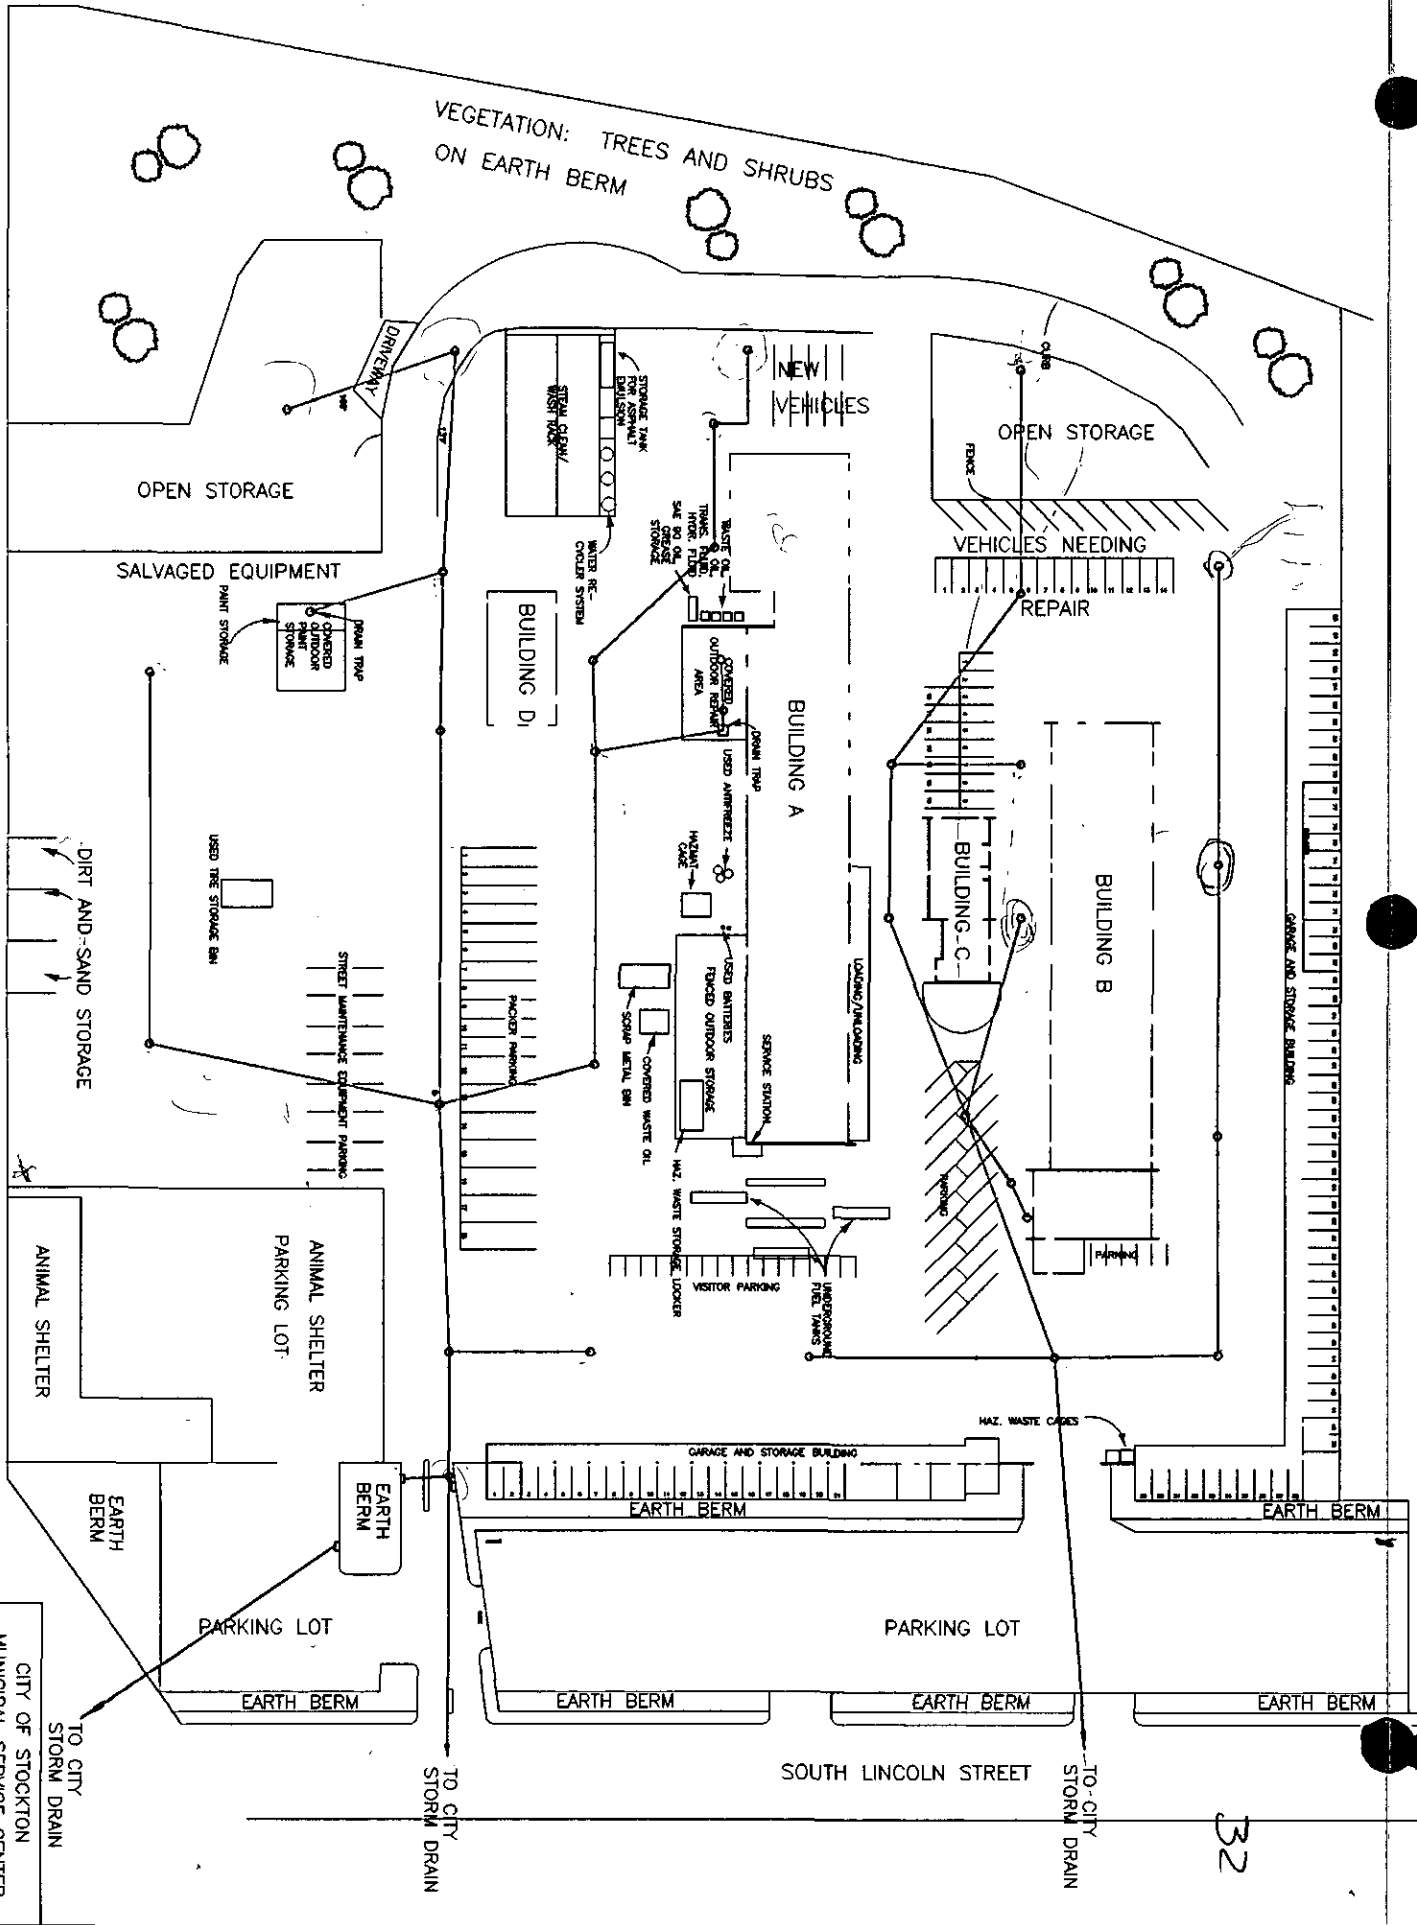 VEGETATION: TREES AND SHRUBS
ON EARTH BERM
DRIVEWAY
OPEN STORAGE
SALVAGED EQUIPMENT
STORAGE TANK
FOR ASPHALT
EMULSION
STEAM CLEAN/
WASH RACK
WATER RE-
CYCLER SYSTEM
NEW
VEHICLES
CURB
OPEN STORAGE
FENCE
VEHICLES NEEDING
REPAIR
WASTE OIL
TRANS. FLUID
HYDR. FLUID
SAE 90 OIL
GREASE
STORAGE
PAINT STORAGE
COVERED
OUTDOOR
PAINT
STORAGE
DRAIN TRAP
BUILDING D
COVERED
OUTDOOR REPAIR
AREA
DRAIN TRAP
BUILDING A
USED ANTIFREEZE
HAZMAT
CAGE
BUILDING C
BUILDING B
GARAGE AND STORAGE BUILDING
DIRT AND SAND STORAGE
USED TIRE STORAGE BIN
STREET MAINTENANCE EQUIPMENT PARKING
PACKER PARKING
SCRAP METAL BIN
COVERED WASTE OIL
USED BATTERIES
FENCED OUTDOOR STORAGE
SERVICE STATION
LOADING/UNLOADING
HAZ. WASTE STORAGE LOCKER
PARKING
PARKING
VISITOR PARKING
UNDERGROUND
FUEL TANKS
ANIMAL SHELTER
ANIMAL SHELTER
PARKING LOT
HAZ. WASTE CAGES
GARAGE AND STORAGE BUILDING
EARTH BERM
EARTH BERM
EARTH
BERM
EARTH
BERM
PARKING LOT
PARKING LOT
EARTH BERM
EARTH BERM
EARTH BERM
EARTH BERM
SOUTH LINCOLN STREET
TO CITY
STORM DRAIN
TO CITY
STORM DRAIN
TO CITY
STORM DRAIN
32
CITY OF STOCKTON
MUNICIPAL SERVICE CENTER